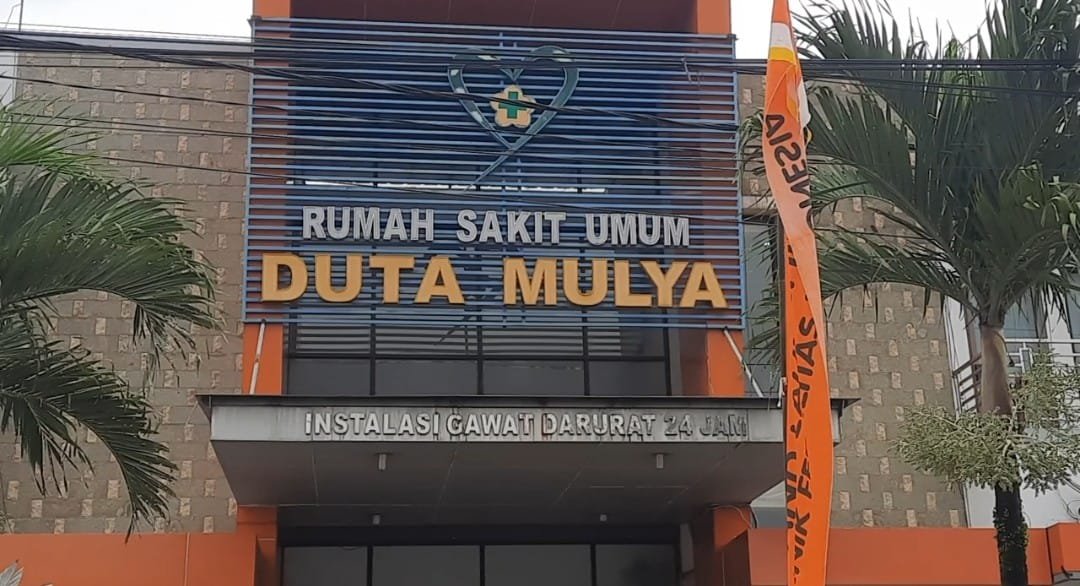 RUMAH SAKIT UMUM
DUTA MULYA
INSTALASI GAWAT DARURAT 24 JAM